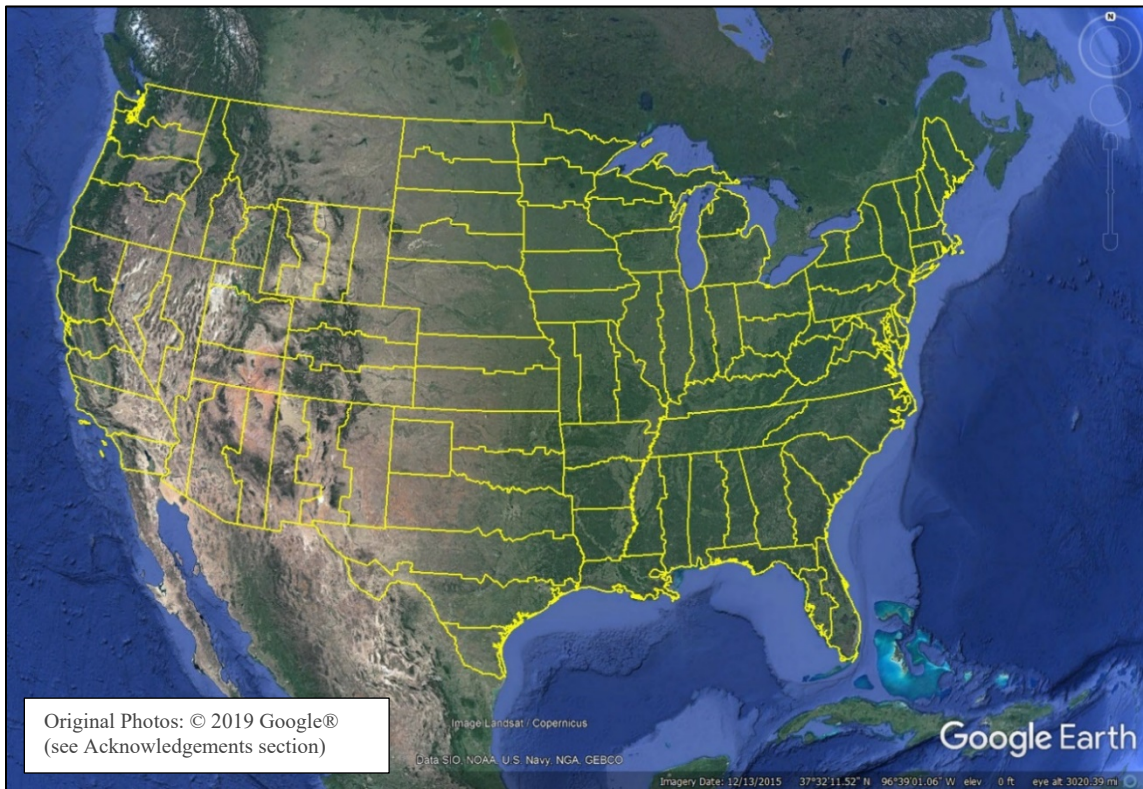 N
Original Photos: © 2019 Google®
(see Acknowledgements section)
Image Landsat / Copernicus
Data SIO, NOAA, U.S. Navy, NGA, GEBCO
Google Earth
Imagery Date: 12/13/2015 37°32'11.52" N 96°39'01.06" W elev 0 ft eye alt 3020.39 mi